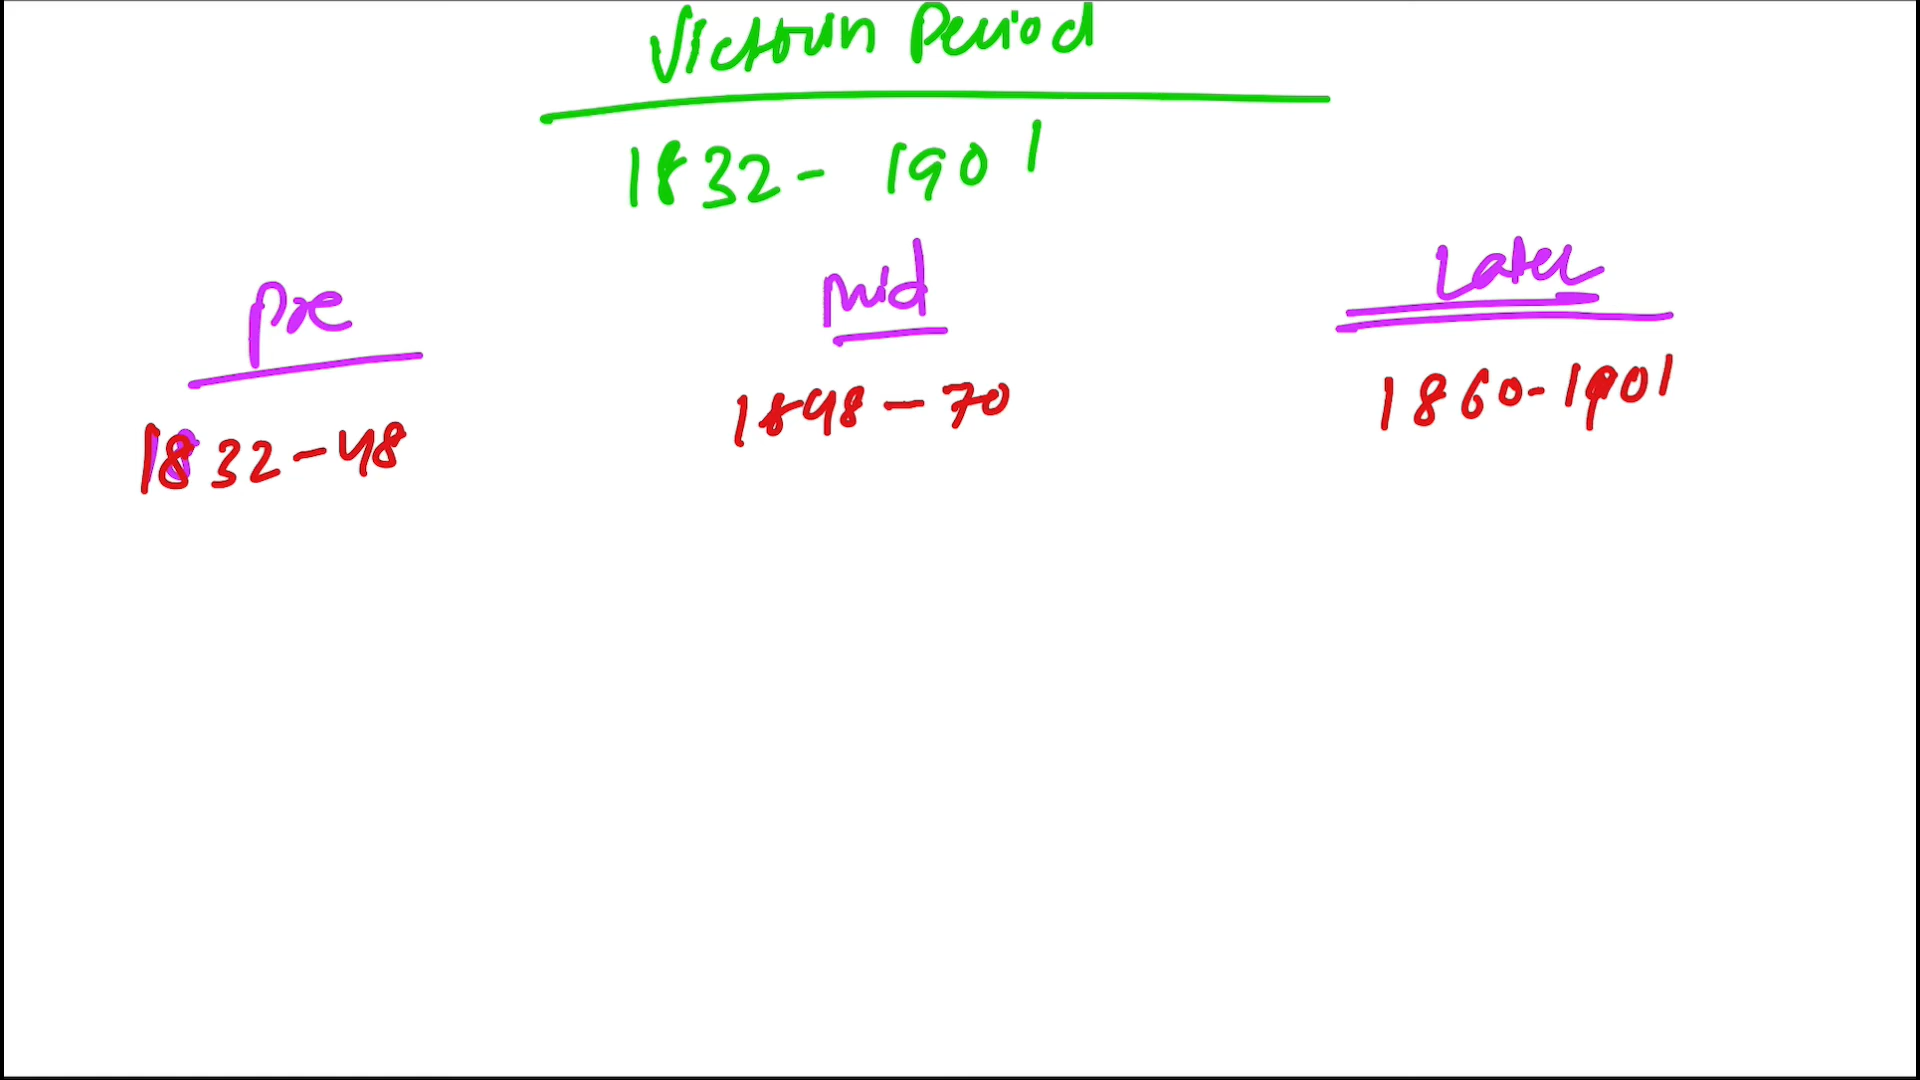 Victorian Period
1832 - 1901
Pre
Mid
Later
1832-48
1848-70
1860-1901